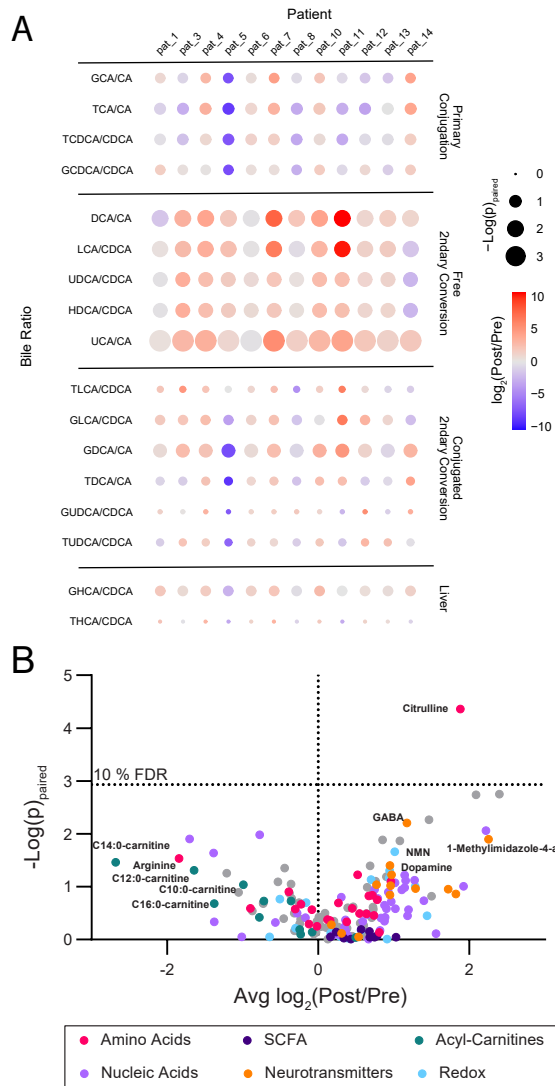 A
Patient
pat_1 pat_3 pat_4 pat_5 pat_6 pat_7 pat_8 pat_10 pat_11 pat_12 pat_13 pat_14
Bile Ratio
GCA/CA
TCA/CA
TCDCA/CDCA
GCDCA/CDCA
Primary
Conjugation
DCA/CA
LCA/CDCA
UDCA/CDCA
HDCA/CDCA
UCA/CA
Free
2ndary Conversion
TLCA/CDCA
GLCA/CDCA
GDCA/CA
TDCA/CA
GUDCA/CDCA
TUDCA/CDCA
Conjugated
2ndary Conversion
GHCA/CDCA
THCA/CDCA
Liver
−Log(p)paired
0
1
2
3
log2(Post/Pre)
10
5
0
−5
−10
B
-Log(p)paired
5
4
3
2
1
0
10 % FDR
Citrulline
GABA
1-Methylimidazole-4-a
NMN
Dopamine
C14:0-carnitine
Arginine
C12:0-carnitine
C10:0-carnitine
C16:0-carnitine
-2 0 2
Avg log2(Post/Pre)
Amino Acids SCFA Acyl-Carnitines
Nucleic Acids Neurotransmitters Redox